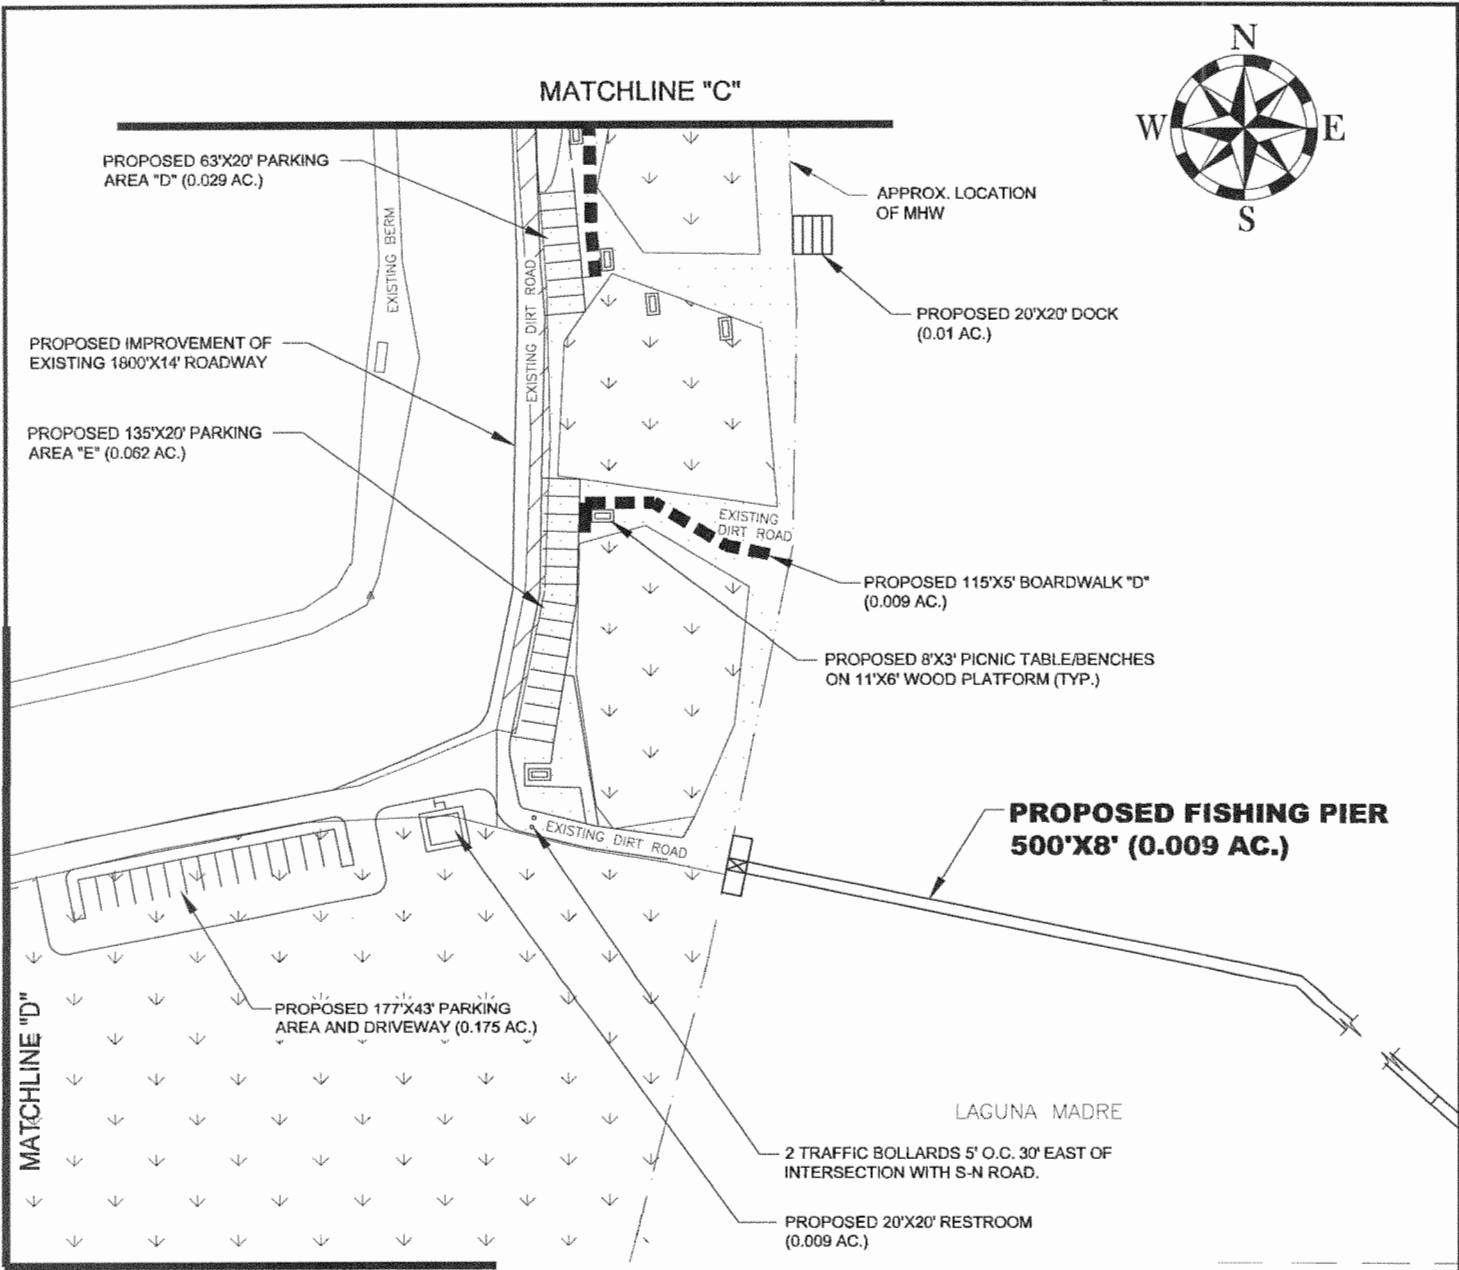 MATCHLINE "C"
N
W
E
S
PROPOSED 63'X20' PARKING
AREA "D" (0.029 AC.)
APPROX. LOCATION
OF MHW
EXISTING BERM
EXISTING DIRT ROAD
PROPOSED 20'X20' DOCK
(0.01 AC.)
PROPOSED IMPROVEMENT OF
EXISTING 1800'X14' ROADWAY
PROPOSED 135'X20' PARKING
AREA "E" (0.062 AC.)
EXISTING
DIRT ROAD
PROPOSED 115'X5' BOARDWALK "D"
(0.009 AC.)
PROPOSED 8'X3' PICNIC TABLE/BENCHES
ON 11'X6' WOOD PLATFORM (TYP.)
PROPOSED FISHING PIER
500'X8' (0.009 AC.)
EXISTING DIRT ROAD
PROPOSED 177'X43' PARKING
AREA AND DRIVEWAY (0.175 AC.)
MATCHLINE "D"
LAGUNA MADRE
2 TRAFFIC BOLLARDS 5' O.C. 30' EAST OF
INTERSECTION WITH S-N ROAD.
PROPOSED 20'X20' RESTROOM
(0.009 AC.)